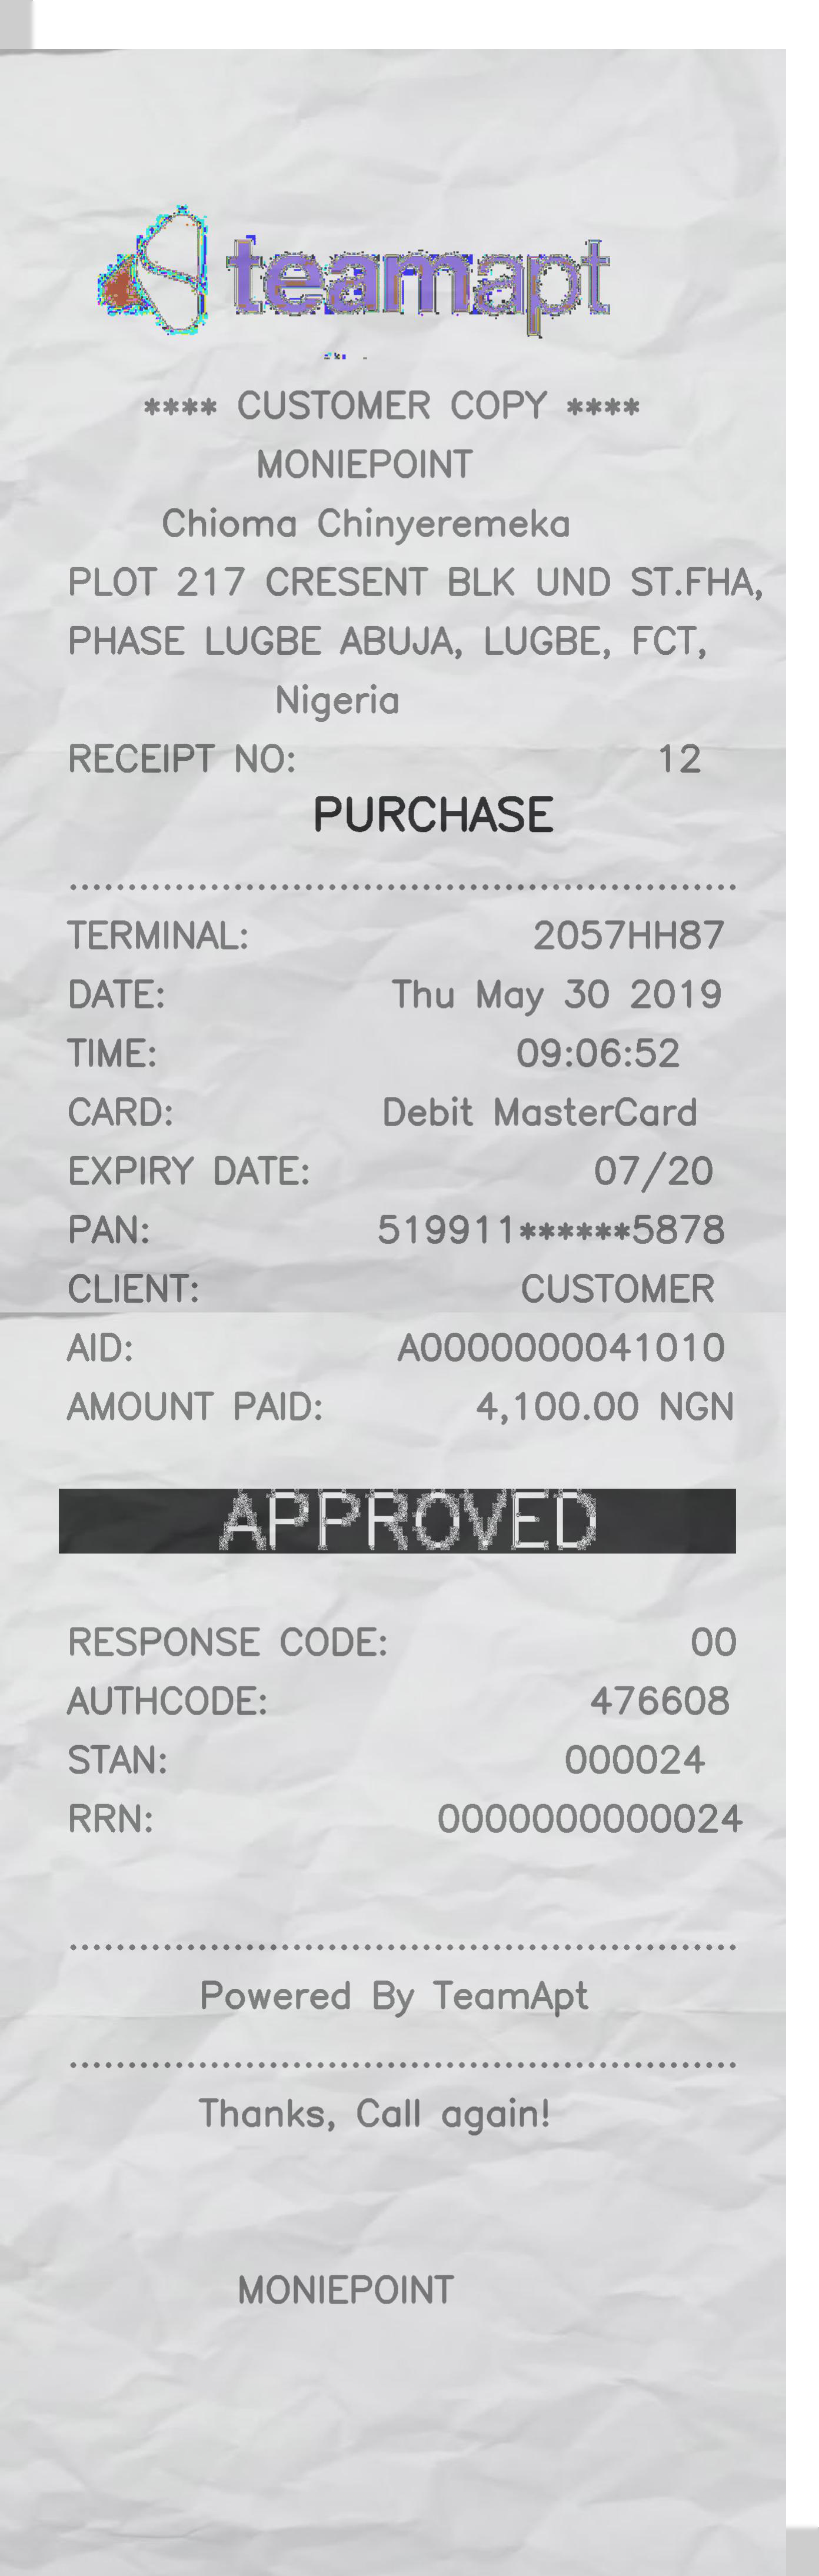 teamapt
**** CUSTOMER COPY ****
MONIEPOINT
Chioma Chinyeremeka
PLOT 217 CRESENT BLK UND ST.FHA,
PHASE LUGBE ABUJA, LUGBE, FCT,
Nigeria
RECEIPT NO: 12
PURCHASE
TERMINAL: 2057HH87
DATE: Thu May 30 2019
TIME: 09:06:52
CARD: Debit MasterCard
EXPIRY DATE: 07/20
PAN: 519911******5878
CLIENT: CUSTOMER
AID: A0000000041010
AMOUNT PAID: 4,100.00 NGN
APPROVED
RESPONSE CODE: 00
AUTHCODE: 476608
STAN: 000024
RRN: 0000000000024
Powered By TeamApt
Thanks, Call again!
MONIEPOINT